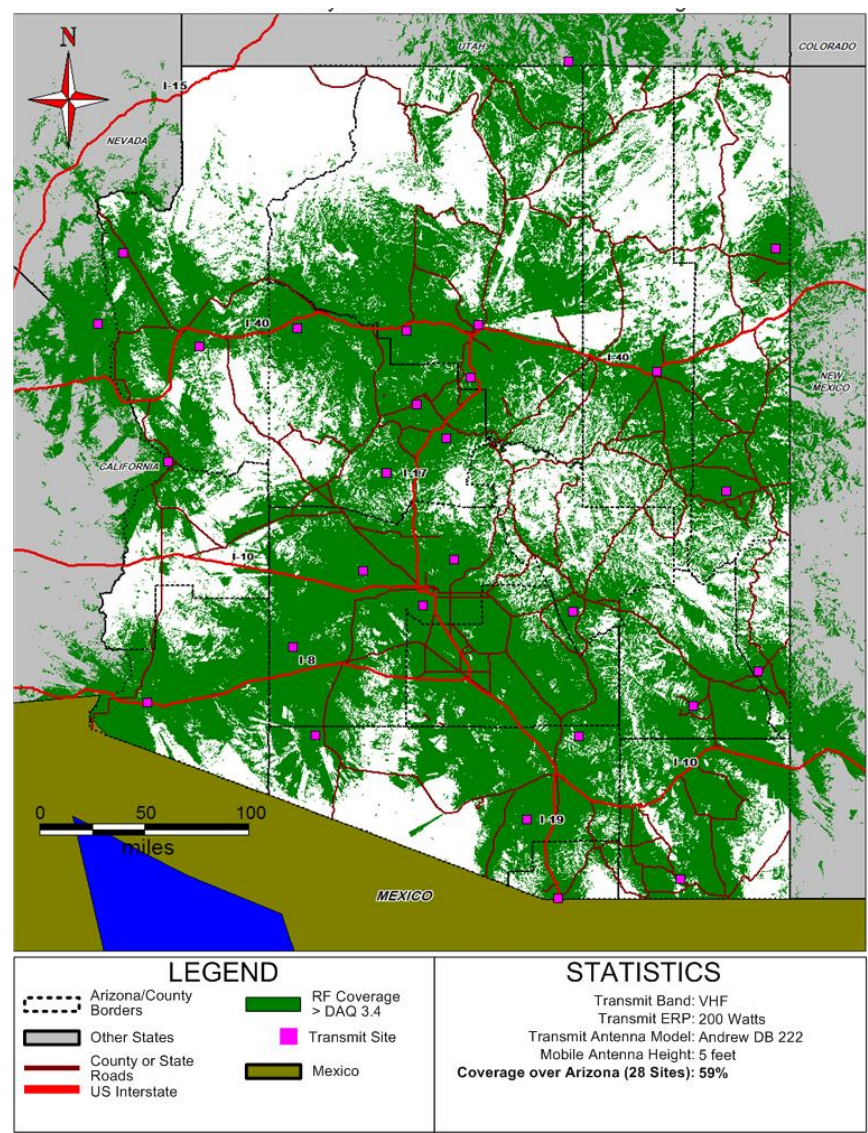 N
UTAH
COLORADO
I-15
NEVADA
I-40
I-40
NEW
MEXICO
CALIFORNIA
I-17
I-10
I-8
I-10
I-19
0 50 100
miles
MEXICO
LEGEND
Arizona/County
Borders
RF Coverage
> DAQ 3.4
Other States
Transmit Site
County or State
Roads
Mexico
US Interstate
STATISTICS
Transmit Band: VHF
Transmit ERP: 200 Watts
Transmit Antenna Model: Andrew DB 222
Mobile Antenna Height: 5 feet
Coverage over Arizona (28 Sites): 59%